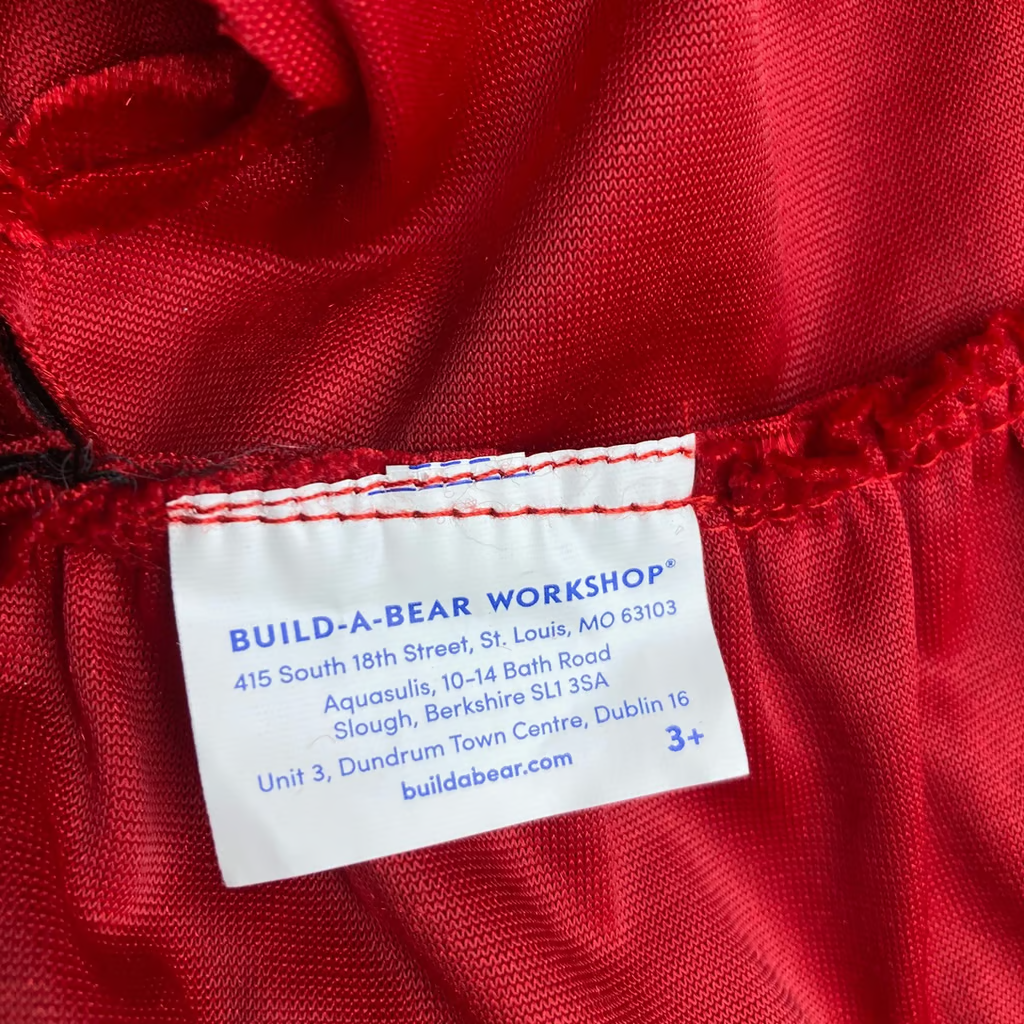 BUILD-A-BEAR WORKSHOP®
415 South 18th Street, St. Louis, MO 63103
Aquasulis, 10-14 Bath Road
Slough, Berkshire SL1 3SA
Unit 3, Dundrum Town Centre, Dublin 16
buildabear.com
3+